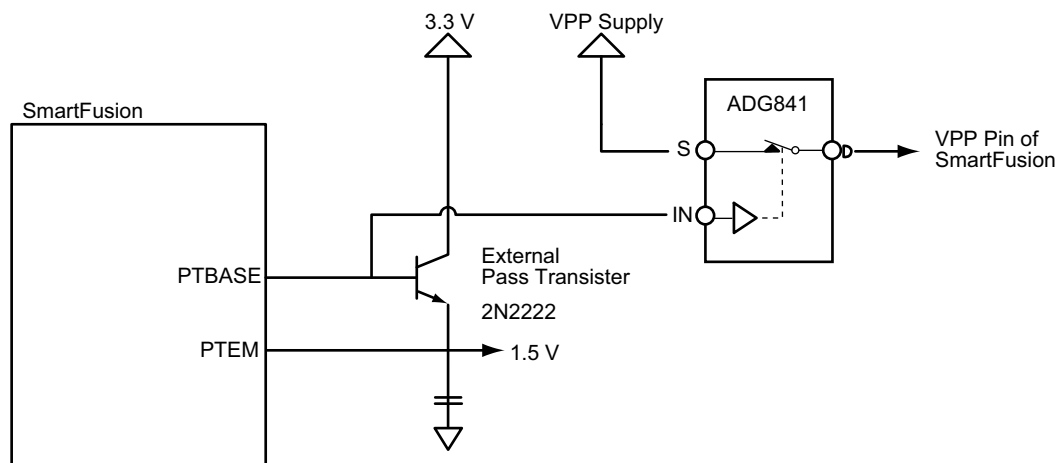 3.3 V
VPP Supply
SmartFusion
ADG841
S
D
VPP Pin of
SmartFusion
IN
PTBASE
External
Pass Transister
2N2222
PTEM
1.5 V